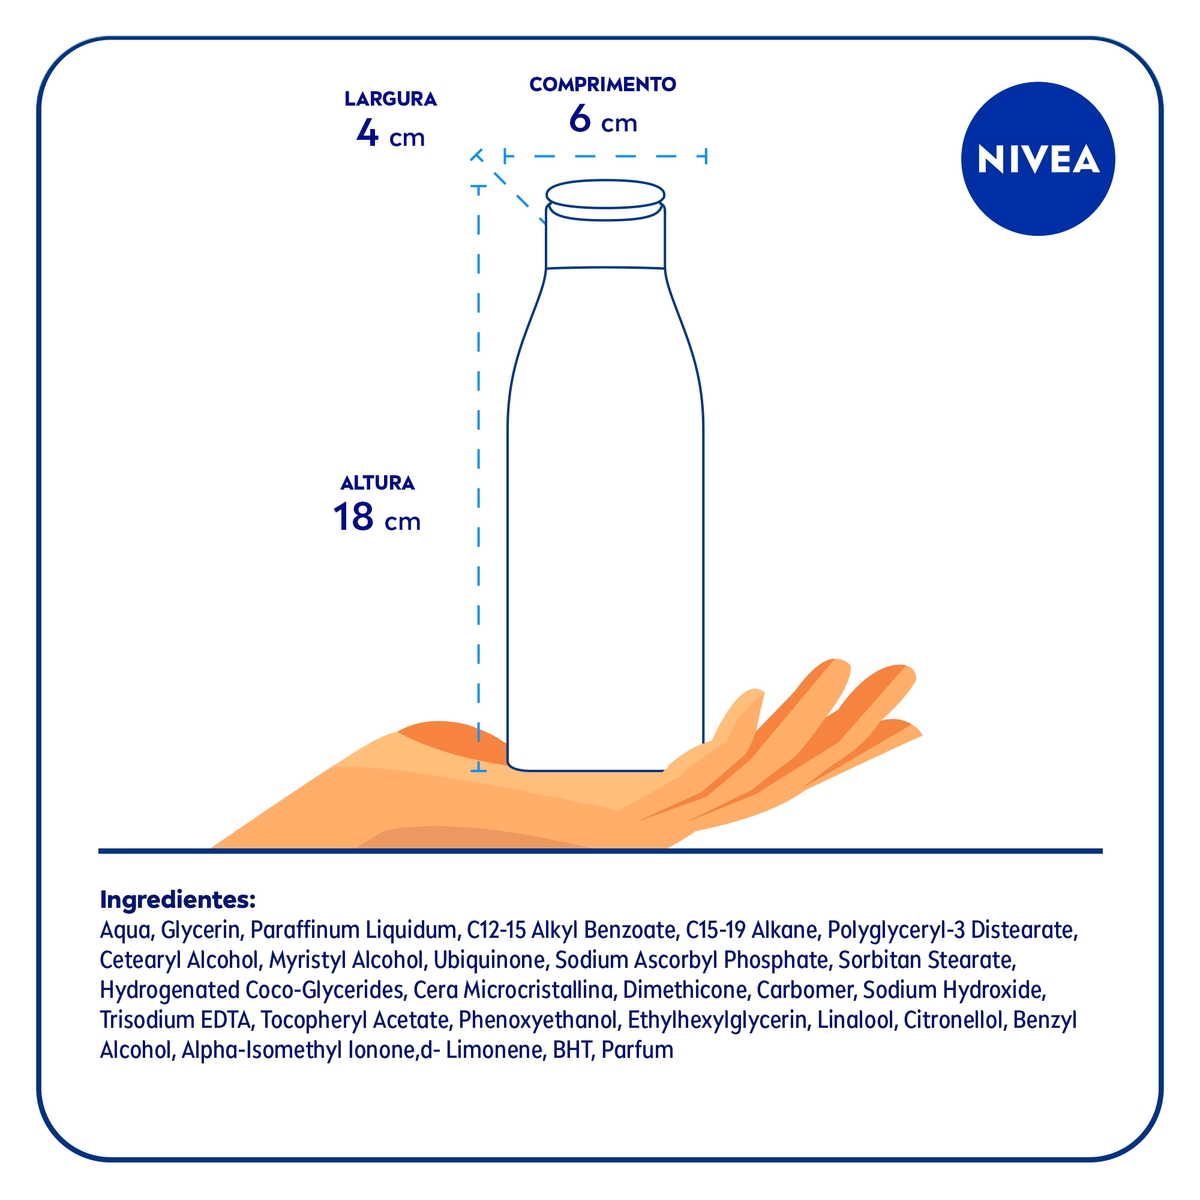 LARGURA
4 cm
COMPRIMENTO
6 cm
NIVEA
ALTURA
18 cm
Ingredientes:
Aqua, Glycerin, Paraffinum Liquidum, C12-15 Alkyl Benzoate, C15-19 Alkane, Polyglyceryl-3 Distearate,
Cetearyl Alcohol, Myristyl Alcohol, Ubiquinone, Sodium Ascorbyl Phosphate, Sorbitan Stearate,
Hydrogenated Coco-Glycerides, Cera Microcristallina, Dimethicone, Carbomer, Sodium Hydroxide,
Trisodium EDTA, Tocopheryl Acetate, Phenoxyethanol, Ethylhexylglycerin, Linalool, Citronellol, Benzyl
Alcohol, Alpha-Isomethyl Ionone,d- Limonene, BHT, Parfum